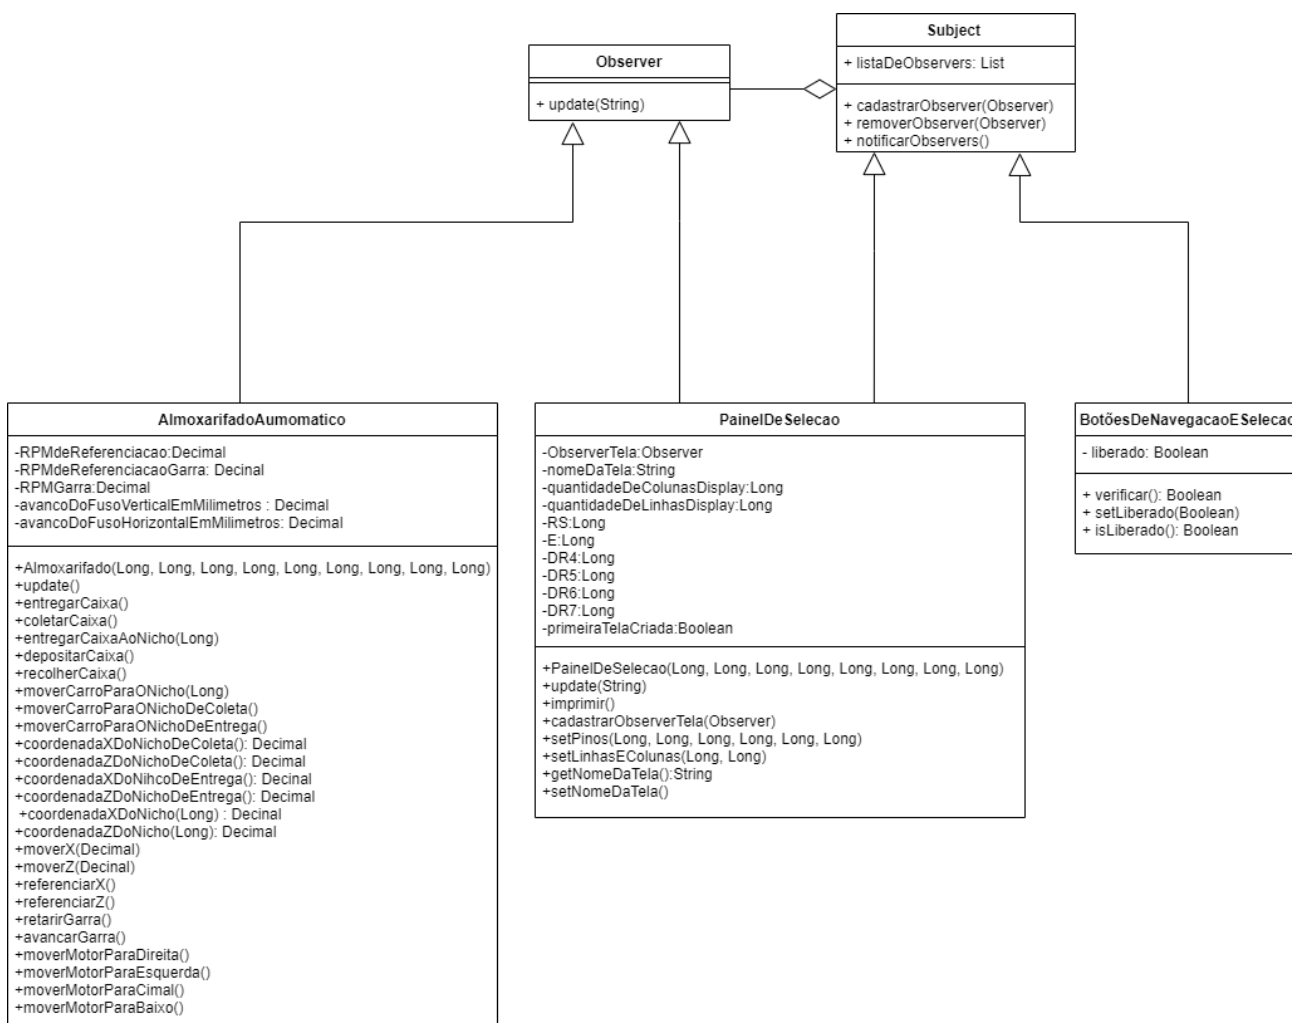 Observer
+ update(String)
Subject
+ listaDeObservers: List
+ cadastrarObserver(Observer)
+ removerObserver(Observer)
+ notificarObservers()
AlmoxarifadoAumomatico
-RPMdeReferenciacao:Decimal
-RPMdeReferenciacaoGarra: Decinal
-RPMGarra:Decimal
-avancoDoFusoVerticalEmMilimetros : Decimal
-avancoDoFusoHorizontalEmMilimetros: Decimal
+Almoxarifado(Long, Long, Long, Long, Long, Long, Long, Long, Long)
+update()
+entregarCaixa()
+coletarCaixa()
+entregarCaixaAoNicho(Long)
+depositarCaixa()
+recolherCaixa()
+moverCarroParaONicho(Long)
+moverCarroParaONichoDeColeta()
+moverCarroParaONichoDeEntrega()
+coordenadaXDoNichoDeColeta(): Decimal
+coordenadaZDoNichoDeColeta(): Decimal
+coordenadaXDoNihcoDeEntrega(): Decinal
+coordenadaZDoNichoDeEntrega(): Decimal
+coordenadaXDoNicho(Long) : Decinal
+coordenadaZDoNicho(Long): Decimal
+moverX(Decimal)
+moverZ(Decinal)
+referenciarX()
+referenciarZ()
+retarirGarra()
+avancarGarra()
+moverMotorParaDireita()
+moverMotorParaEsquerda()
+moverMotorParaCimal()
+moverMotorParaBaixo()
PainelDeSelecao
-ObserverTela:Observer
-nomeDaTela:String
-quantidadeDeColunasDisplay:Long
-quantidadeDeLinhasDisplay:Long
-RS:Long
-E:Long
-DR4:Long
-DR5:Long
-DR6:Long
-DR7:Long
-primeiraTelaCriada:Boolean
+PainelDeSelecao(Long, Long, Long, Long, Long, Long, Long, Long)
+update(String)
+imprimir()
+cadastrarObserverTela(Observer)
+setPinos(Long, Long, Long, Long, Long, Long)
+setLinhasEColunas(Long, Long)
+getNomeDaTela():String
+setNomeDaTela()
BotõesDeNavegacaoESelecao
- liberado: Boolean
+ verificar(): Boolean
+ setLiberado(Boolean)
+ isLiberado(): Boolean